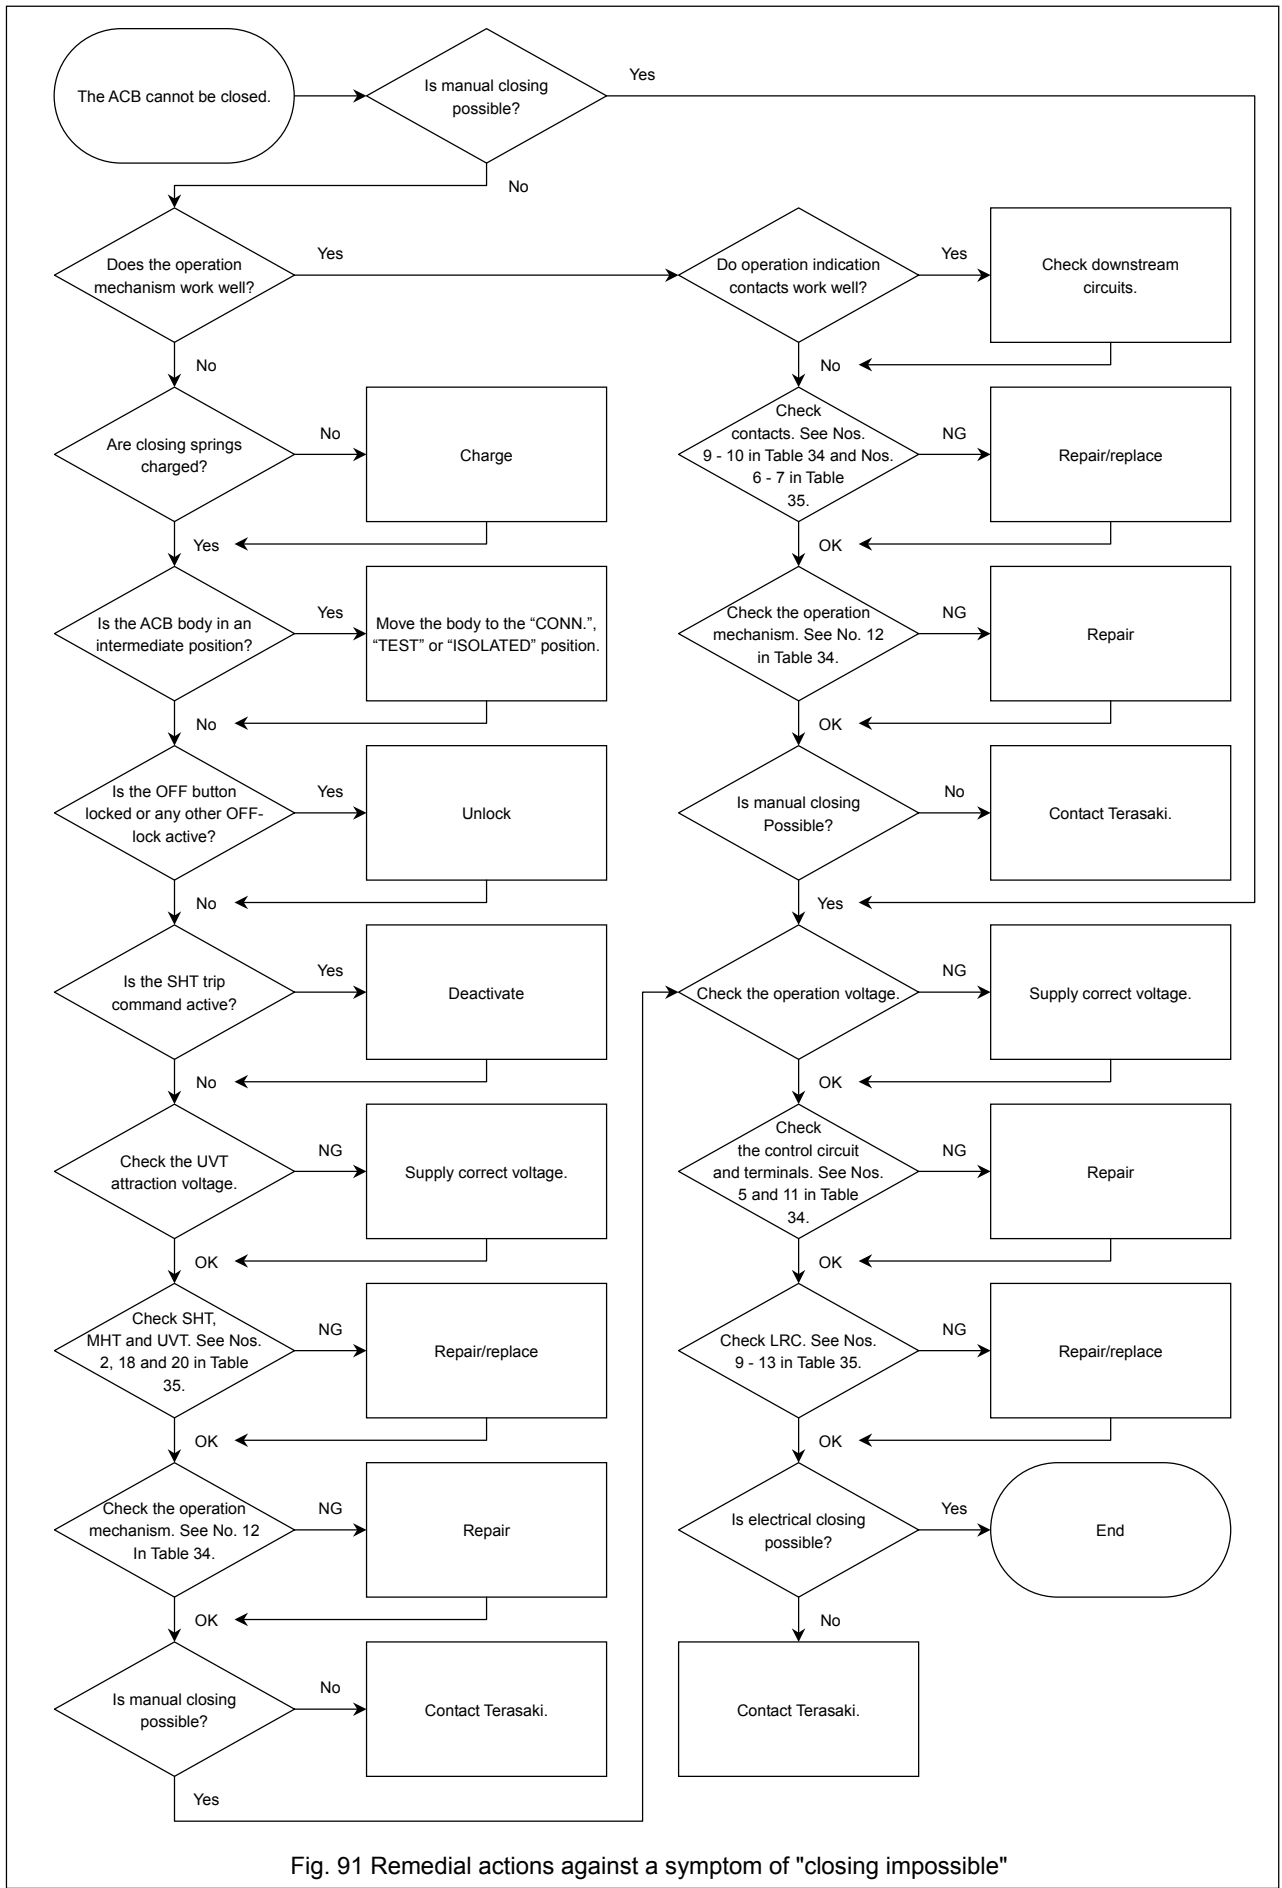 The ACB cannot be closed.
Is manual closing
possible?
Yes
No
Does the operation
mechanism work well?
Yes
No
Are closing springs
charged?
No
Charge
Yes
Is the ACB body in an
intermediate position?
Yes
Move the body to the “CONN.”,
“TEST” or “ISOLATED” position.
No
Is the OFF button
locked or any other OFF-
lock active?
Yes
Unlock
No
Is the SHT trip
command active?
Yes
Deactivate
No
Check the UVT
attraction voltage.
NG
Supply correct voltage.
OK
Check SHT,
MHT and UVT. See Nos.
2, 18 and 20 in Table
35.
NG
Repair/replace
OK
Check the operation
mechanism. See No. 12
In Table 34.
NG
Repair
OK
Is manual closing
possible?
No
Contact Terasaki.
Yes
Do operation indication
contacts work well?
Yes
Check downstream
circuits.
No
Check
contacts. See Nos.
9 - 10 in Table 34 and Nos.
6 - 7 in Table
35.
NG
Repair/replace
OK
Check the operation
mechanism. See No. 12
in Table 34.
NG
Repair
OK
Is manual closing
Possible?
No
Contact Terasaki.
Yes
Check the operation voltage.
NG
Supply correct voltage.
OK
Check
the control circuit
and terminals. See Nos.
5 and 11 in Table
34.
NG
Repair
OK
Check LRC. See Nos.
9 - 13 in Table 35.
NG
Repair/replace
OK
Is electrical closing
possible?
Yes
End
No
Contact Terasaki.
Fig. 91 Remedial actions against a symptom of "closing impossible"